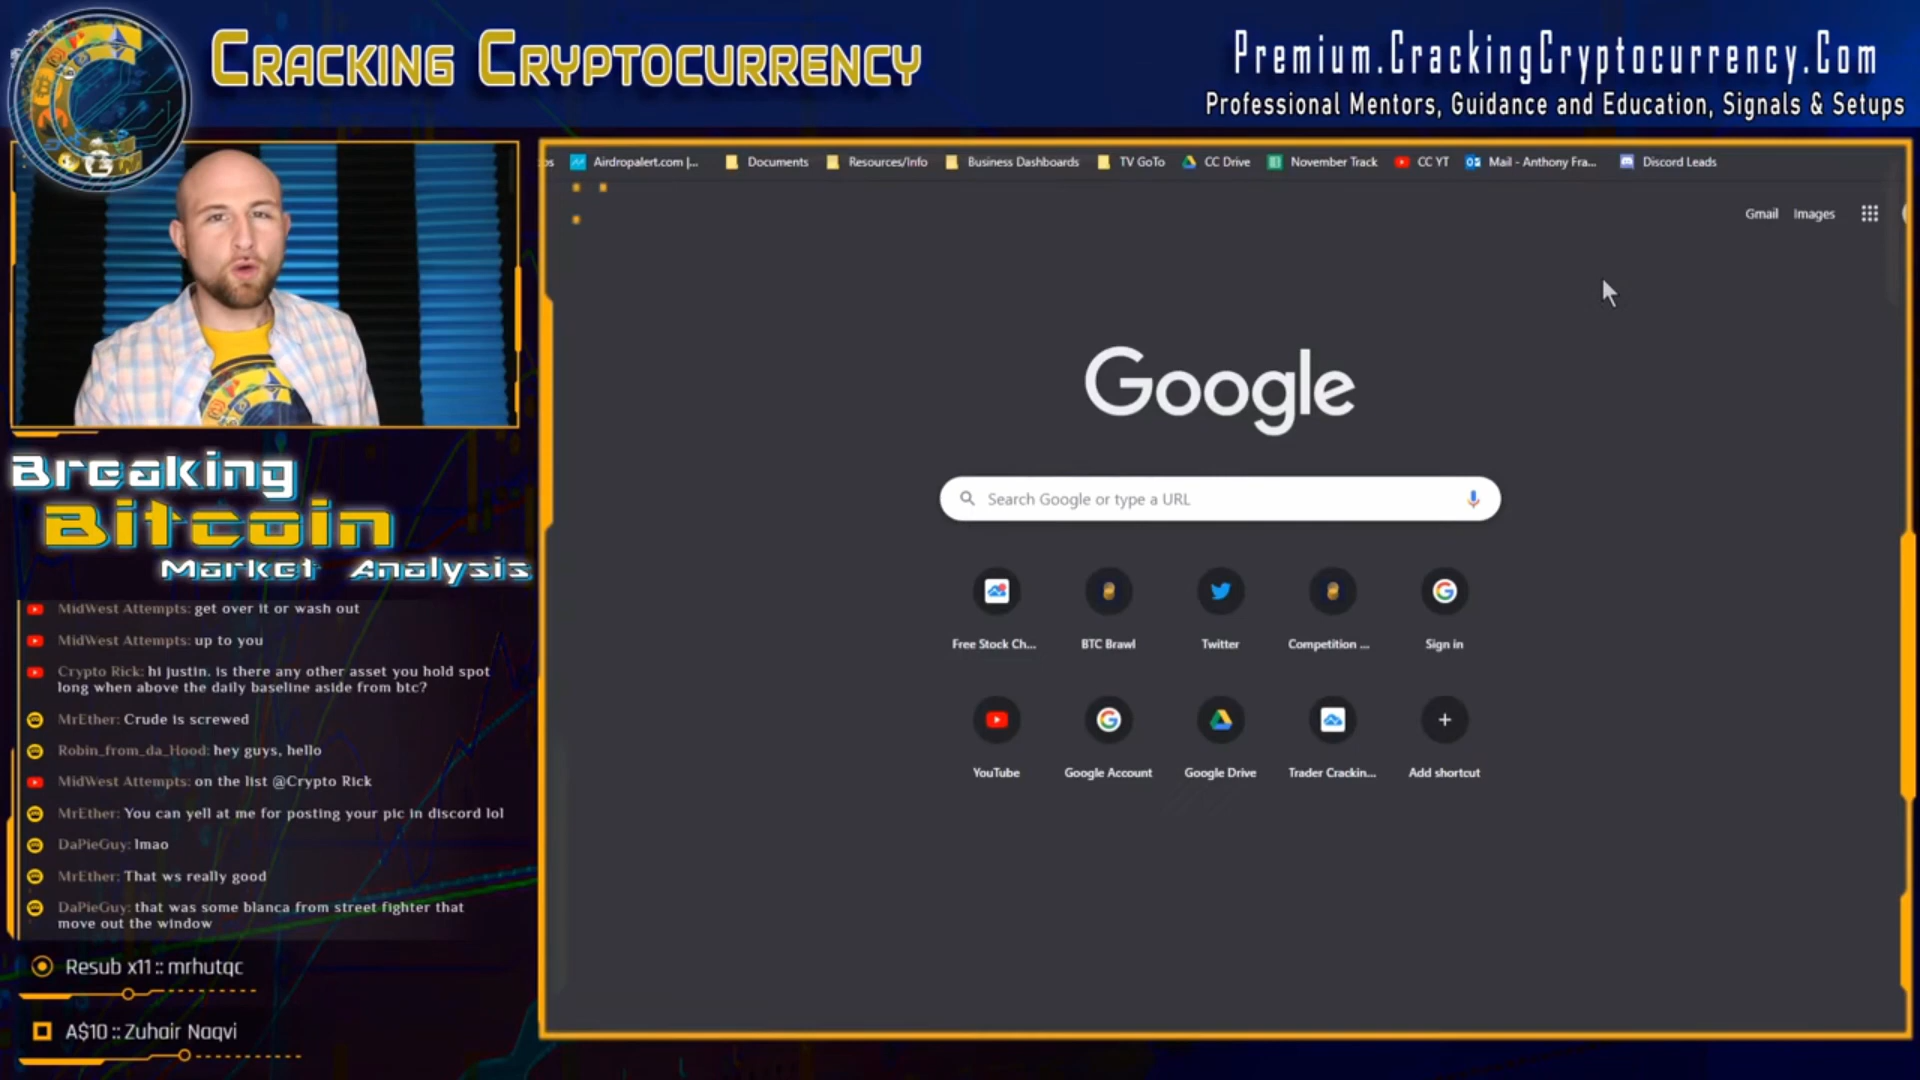 Cracking Cryptocurrency
Premium.CrackingCryptocurrency.Com
Professional Mentors, Guidance and Education, Signals & Setups
Airdropalert.com |...
Documents
Resources/Info
Business Dashboards
TV GoTo
CC Drive
November Track
CC YT
Mail - Anthony Fra...
Discord Leads
Gmail
Images
Google
Search Google or type a URL
Free Stock Ch...
BTC Brawl
Twitter
Competition ...
Sign in
YouTube
Google Account
Google Drive
Trader Crackin...
Add shortcut
Breaking
Bitcoin
Market Analysis
MidWest Attempts: get over it or wash out
MidWest Attempts: up to you
Crypto Rick: hi justin. is there any other asset you hold spot
long when above the daily baseline aside from btc?
MrEther: Crude is screwed
Robin_from_da_Hood: hey guys, hello
MidWest Attempts: on the list @Crypto Rick
MrEther: You can yell at me for posting your pic in discord lol
DaPieGuy: lmao
MrEther: That ws really good
DaPieGuy: that was some blanca from street fighter that
move out the window
Resub x11 :: mrhutqc
A$10 :: Zuhair Naqvi